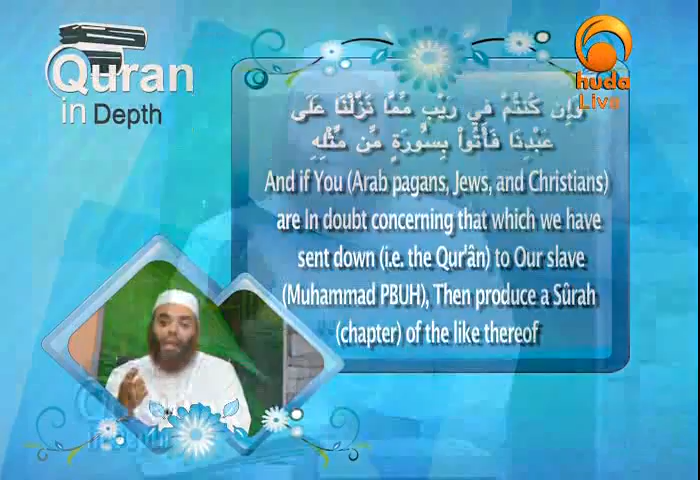 Quran
in Depth
huda
Live
وَإِن كُنتُمْ فِي رَيْبٍ مِّمَّا نَزَّلْنَا عَلَى
عَبْدِنَا فَأْتُواْ بِسُورَةٍ مِّن مِّثْلِهِ
And if You (Arab pagans, Jews, and Christians)
are In doubt concerning that which we have
sent down (i.e. the Qur'ân) to Our slave
(Muhammad PBUH), Then produce a Sûrah
(chapter) of the like thereof